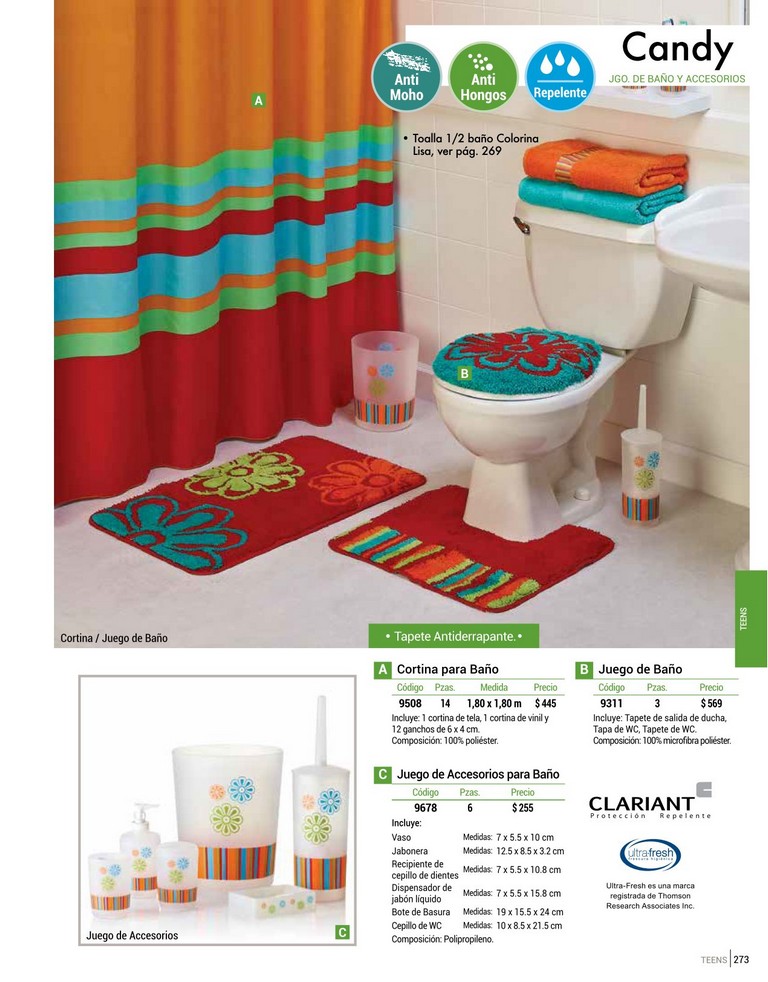 Candy
JGO. DE BAÑO Y ACCESORIOS
Anti
Moho
Anti
Hongos
Repelente
• Toalla 1/2 baño Colorina
Lisa, ver pág. 269
A
B
TEENS
Cortina / Juego de Baño
• Tapete Antiderrapante. •
A Cortina para Baño
Código Pzas. Medida Precio
9508 14 1,80 x 1,80 m $ 445
Incluye: 1 cortina de tela, 1 cortina de vinil y
12 ganchos de 6 x 4 cm.
Composición: 100% poliéster.
B Juego de Baño
Código Pzas. Precio
9311 3 $ 569
Incluye: Tapete de salida de ducha,
Tapa de WC, Tapete de WC.
Composición: 100% microfibra poliéster.
C Juego de Accesorios para Baño
Código Pzas. Precio
9678 6 $ 255
Incluye:
Vaso Medidas: 7 x 5.5 x 10 cm
Jabonera Medidas: 12.5 x 8.5 x 3.2 cm
Recipiente de
cepillo de dientes Medidas: 7 x 5.5 x 10.8 cm
Dispensador de
jabón líquido Medidas: 7 x 5.5 x 15.8 cm
Bote de Basura Medidas: 19 x 15.5 x 24 cm
Cepillo de WC Medidas: 10 x 8.5 x 21.5 cm
Composición: Polipropileno.
CLARIANT
Protección Repelente
ultrafresh
Ultra-Fresh es una marca
registrada de Thomson
Research Associates Inc.
Juego de Accesorios
C
TEENS 273